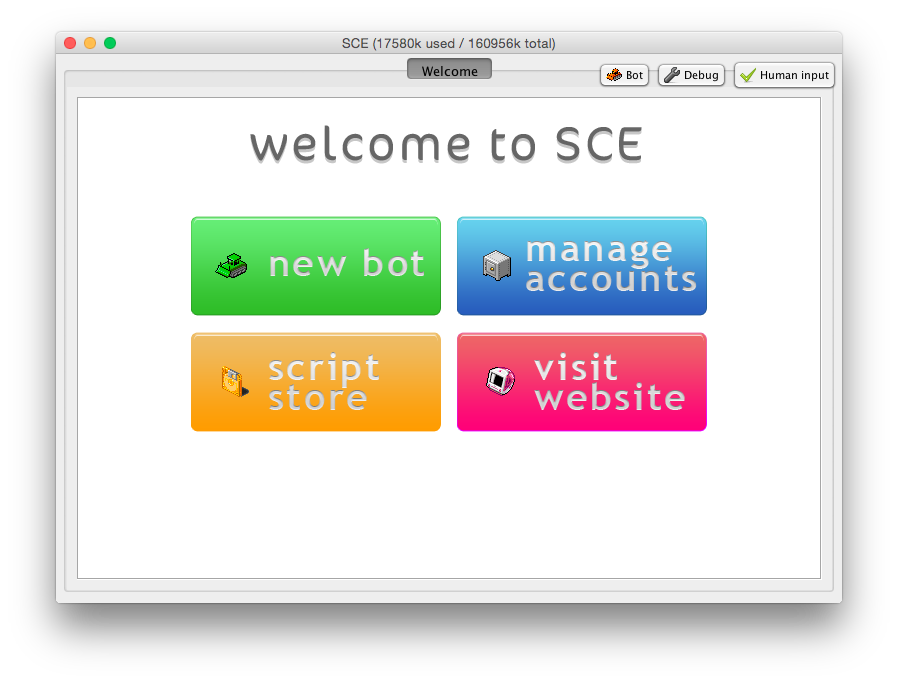 SCE (17580k used / 160956k total)
Welcome
Bot
Debug
Human input
welcome to SCE
new bot
manage
accounts
script
store
visit
website